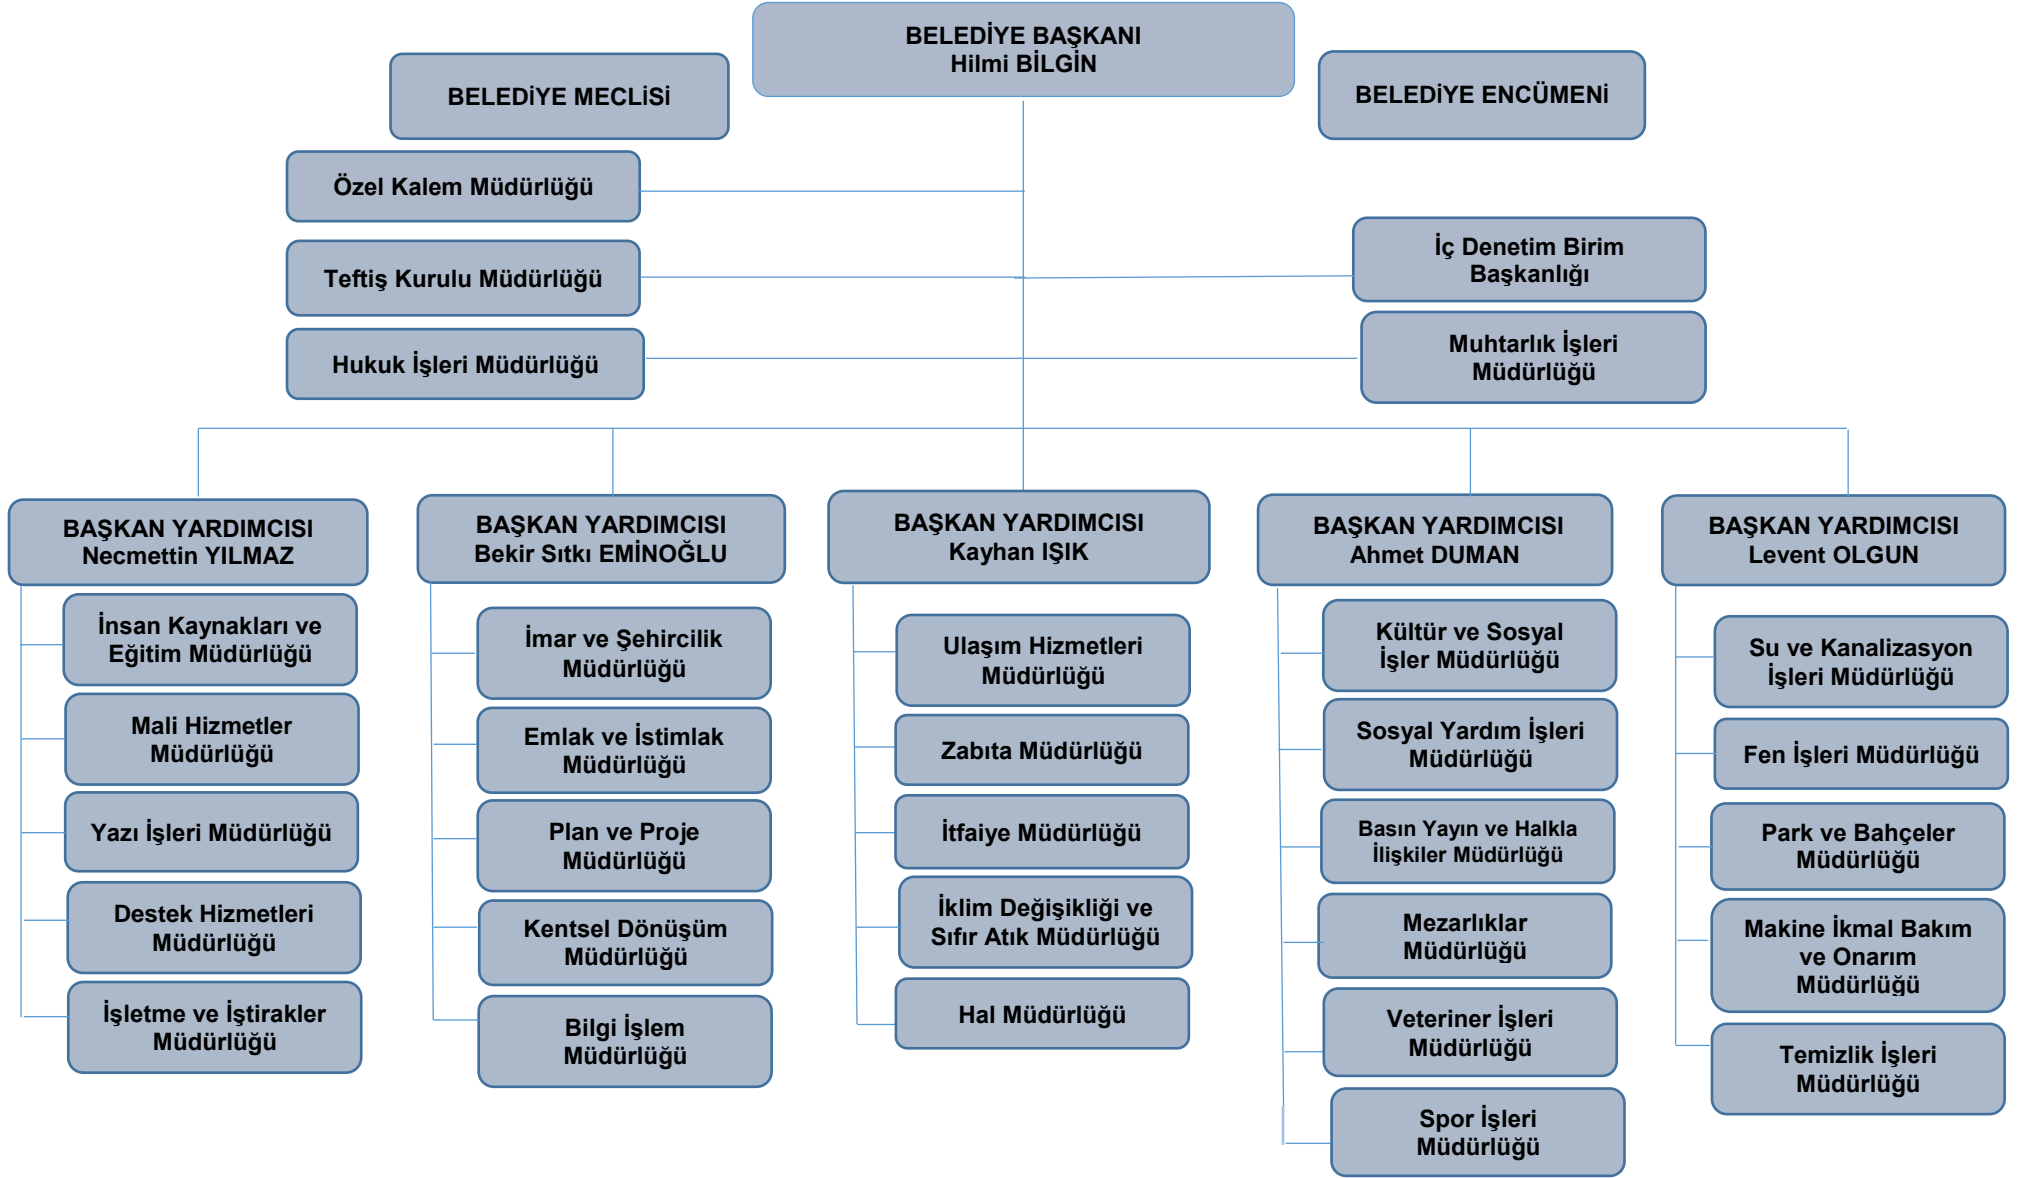 BELEDİYE BAŞKANI
Hilmi BİLGİN
BELEDİYE MECLİSİ
BELEDİYE ENCÜMENİ
Özel Kalem Müdürlüğü
Teftiş Kurulu Müdürlüğü
İç Denetim Birim
Başkanlığı
Hukuk İşleri Müdürlüğü
Muhtarlık İşleri
Müdürlüğü
BAŞKAN YARDIMCISI
Necmettin YILMAZ
İnsan Kaynakları ve
Eğitim Müdürlüğü
Mali Hizmetler
Müdürlüğü
Yazı İşleri Müdürlüğü
Destek Hizmetleri
Müdürlüğü
İşletme ve İştirakler
Müdürlüğü
BAŞKAN YARDIMCISI
Bekir Sıtkı EMİNOĞLU
İmar ve Şehircilik
Müdürlüğü
Emlak ve İstimlak
Müdürlüğü
Plan ve Proje
Müdürlüğü
Kentsel Dönüşüm
Müdürlüğü
Bilgi İşlem
Müdürlüğü
BAŞKAN YARDIMCISI
Kayhan IŞIK
Ulaşım Hizmetleri
Müdürlüğü
Zabıta Müdürlüğü
İtfaiye Müdürlüğü
İklim Değişikliği ve
Sıfır Atık Müdürlüğü
Hal Müdürlüğü
BAŞKAN YARDIMCISI
Ahmet DUMAN
Kültür ve Sosyal
İşler Müdürlüğü
Sosyal Yardım İşleri
Müdürlüğü
Basın Yayın ve Halkla
İlişkiler Müdürlüğü
Mezarlıklar
Müdürlüğü
Veteriner İşleri
Müdürlüğü
Spor İşleri
Müdürlüğü
BAŞKAN YARDIMCISI
Levent OLGUN
Su ve Kanalizasyon
İşleri Müdürlüğü
Fen İşleri Müdürlüğü
Park ve Bahçeler
Müdürlüğü
Makine İkmal Bakım
ve Onarım
Müdürlüğü
Temizlik İşleri
Müdürlüğü